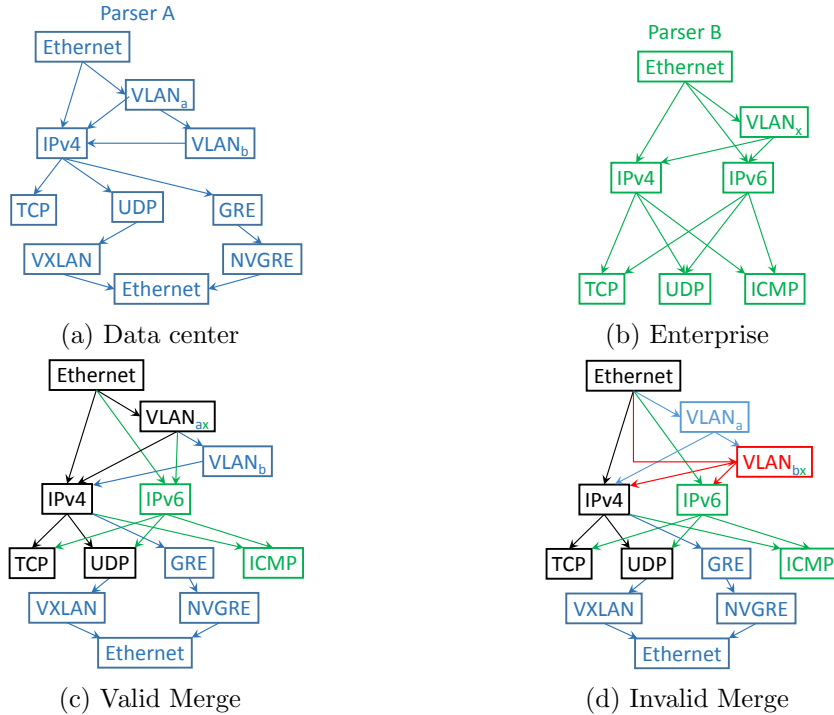 Parser A
Ethernet
VLANa
IPv4
VLANb
TCP
UDP
GRE
VXLAN
NVGRE
Ethernet
(a) Data center
Parser B
Ethernet
VLANx
IPv4
IPv6
TCP
UDP
ICMP
(b) Enterprise
Ethernet
VLANax
VLANb
IPv4
IPv6
TCP
UDP
GRE
ICMP
VXLAN
NVGRE
Ethernet
(c) Valid Merge
Ethernet
VLANa
VLANbx
IPv4
IPv6
TCP
UDP
GRE
ICMP
VXLAN
NVGRE
Ethernet
(d) Invalid Merge